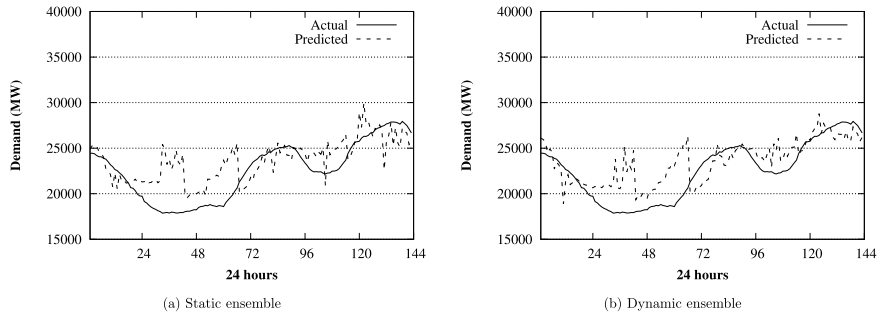 40000
35000
30000
25000
20000
15000
Demand (MW)
Actual
Predicted
24 48 72 96 120 144
24 hours
(a) Static ensemble
40000
35000
30000
25000
20000
15000
Demand (MW)
Actual
Predicted
24 48 72 96 120 144
24 hours
(b) Dynamic ensemble